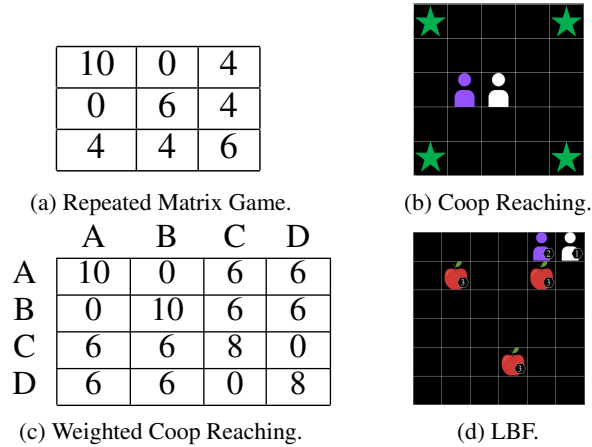 10 0 4
0 6 4
4 4 6
(a) Repeated Matrix Game.
(b) Coop Reaching.
A B C D
A 10 0 6 6
B 0 10 6 6
C 6 6 8 0
D 6 6 0 8
(c) Weighted Coop Reaching.
2 1
3 3
3
(d) LBF.